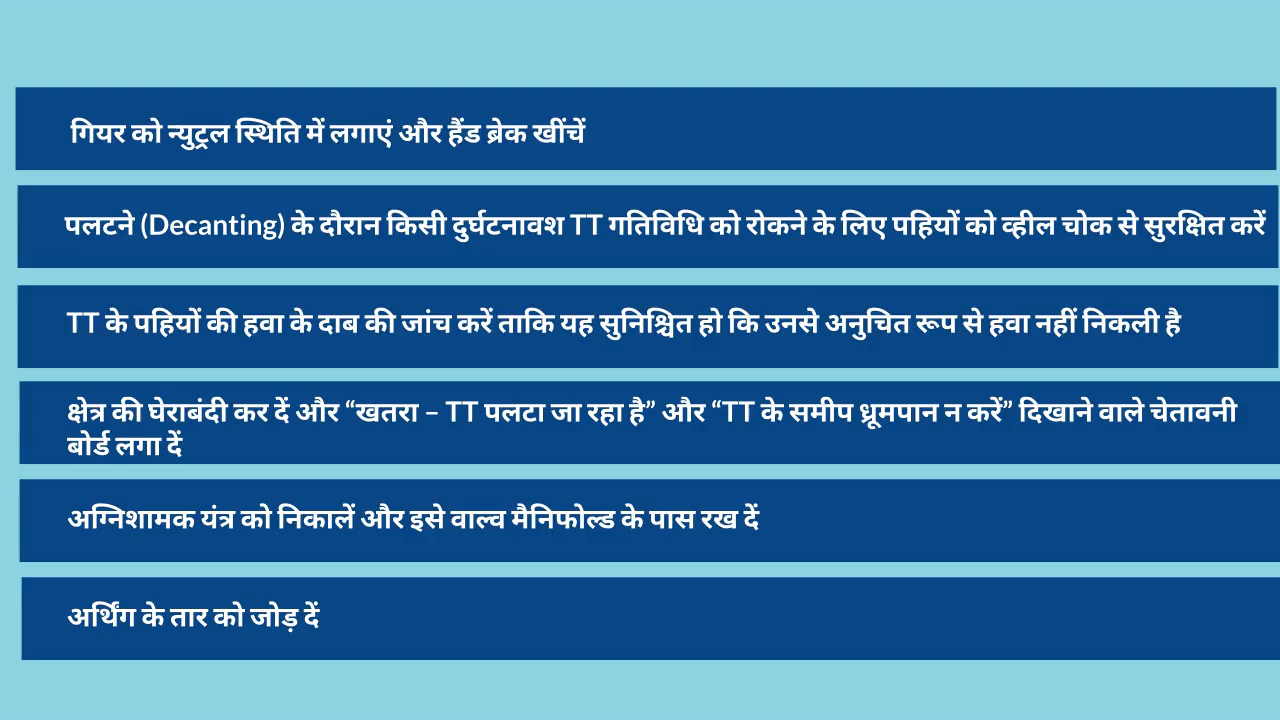 गियर को न्युट्रल स्थिति में लगाएं और हैंड ब्रेक खींचें
पलटने (Decanting) के दौरान किसी दुर्घटनावश TT गतिविधि को रोकने के लिए पहियों को व्हील चोक से सुरक्षित करें
TT के पहियों की हवा के दाब की जांच करें ताकि यह सुनिश्चित हो कि उनसे अनुचित रूप से हवा नहीं निकली है
क्षेत्र की घेराबंदी कर दें और “खतरा – TT पलटा जा रहा है” और “TT के समीप ध्रूमपान न करें” दिखाने वाले चेतावनी
बोर्ड लगा दें
अग्निशामक यंत्र को निकालें और इसे वाल्व मैनिफोल्ड के पास रख दें
अर्थिंग के तार को जोड़ दें